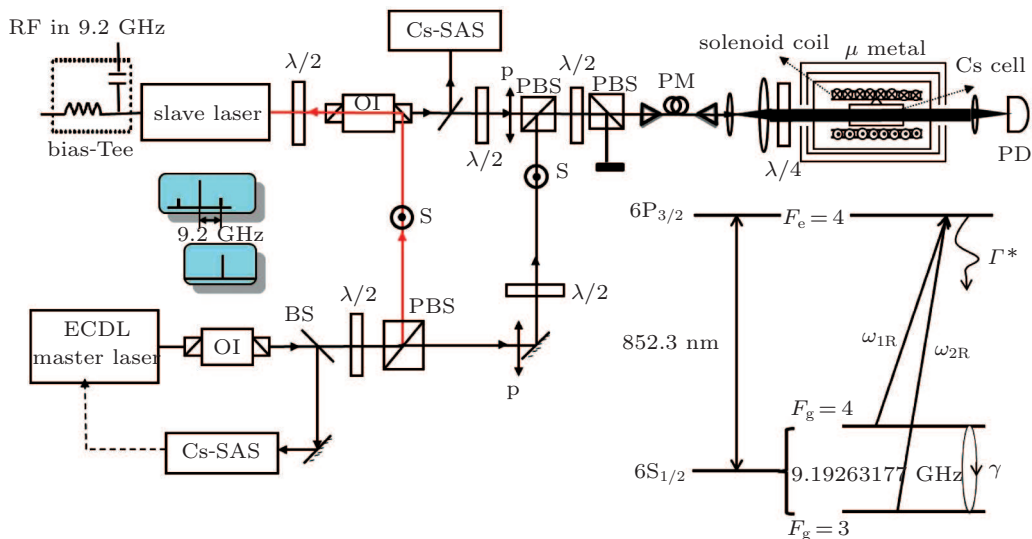 RF in 9.2 GHz
bias-Tee
slave laser
λ/2
OI
Cs-SAS
λ/2
p
PBS
λ/2
PBS
PM
λ/4
solenoid coil
μ metal
Cs cell
PD
S
S
9.2 GHz
ECDL
master laser
OI
BS
λ/2
PBS
p
λ/2
Cs-SAS
6P3/2
Fe=4
Γ*
852.3 nm
ω1R
ω2R
Fg=4
6S1/2
9.19263177 GHz
γ
Fg=3